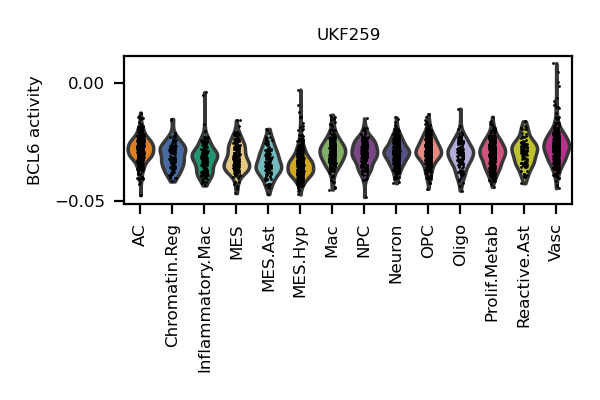 UKF259
BCL6 activity
0.00
−0.05
AC
Chromatin.Reg
Inflammatory.Mac
MES
MES.Ast
MES.Hyp
Mac
NPC
Neuron
OPC
Oligo
Prolif.Metab
Reactive.Ast
Vasc